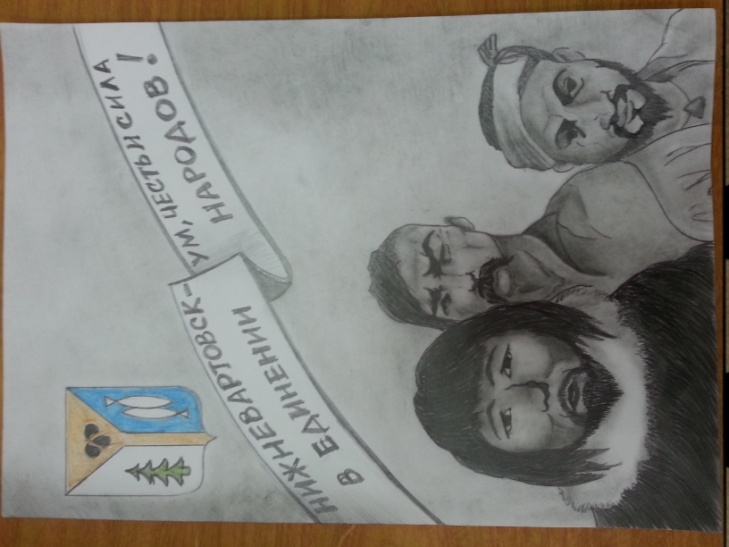 НИЖНЕВАРТОВСК-УМ, ЧЕСТЬ И СИЛА
В ЕДИНЕНИИ НАРОДОВ!